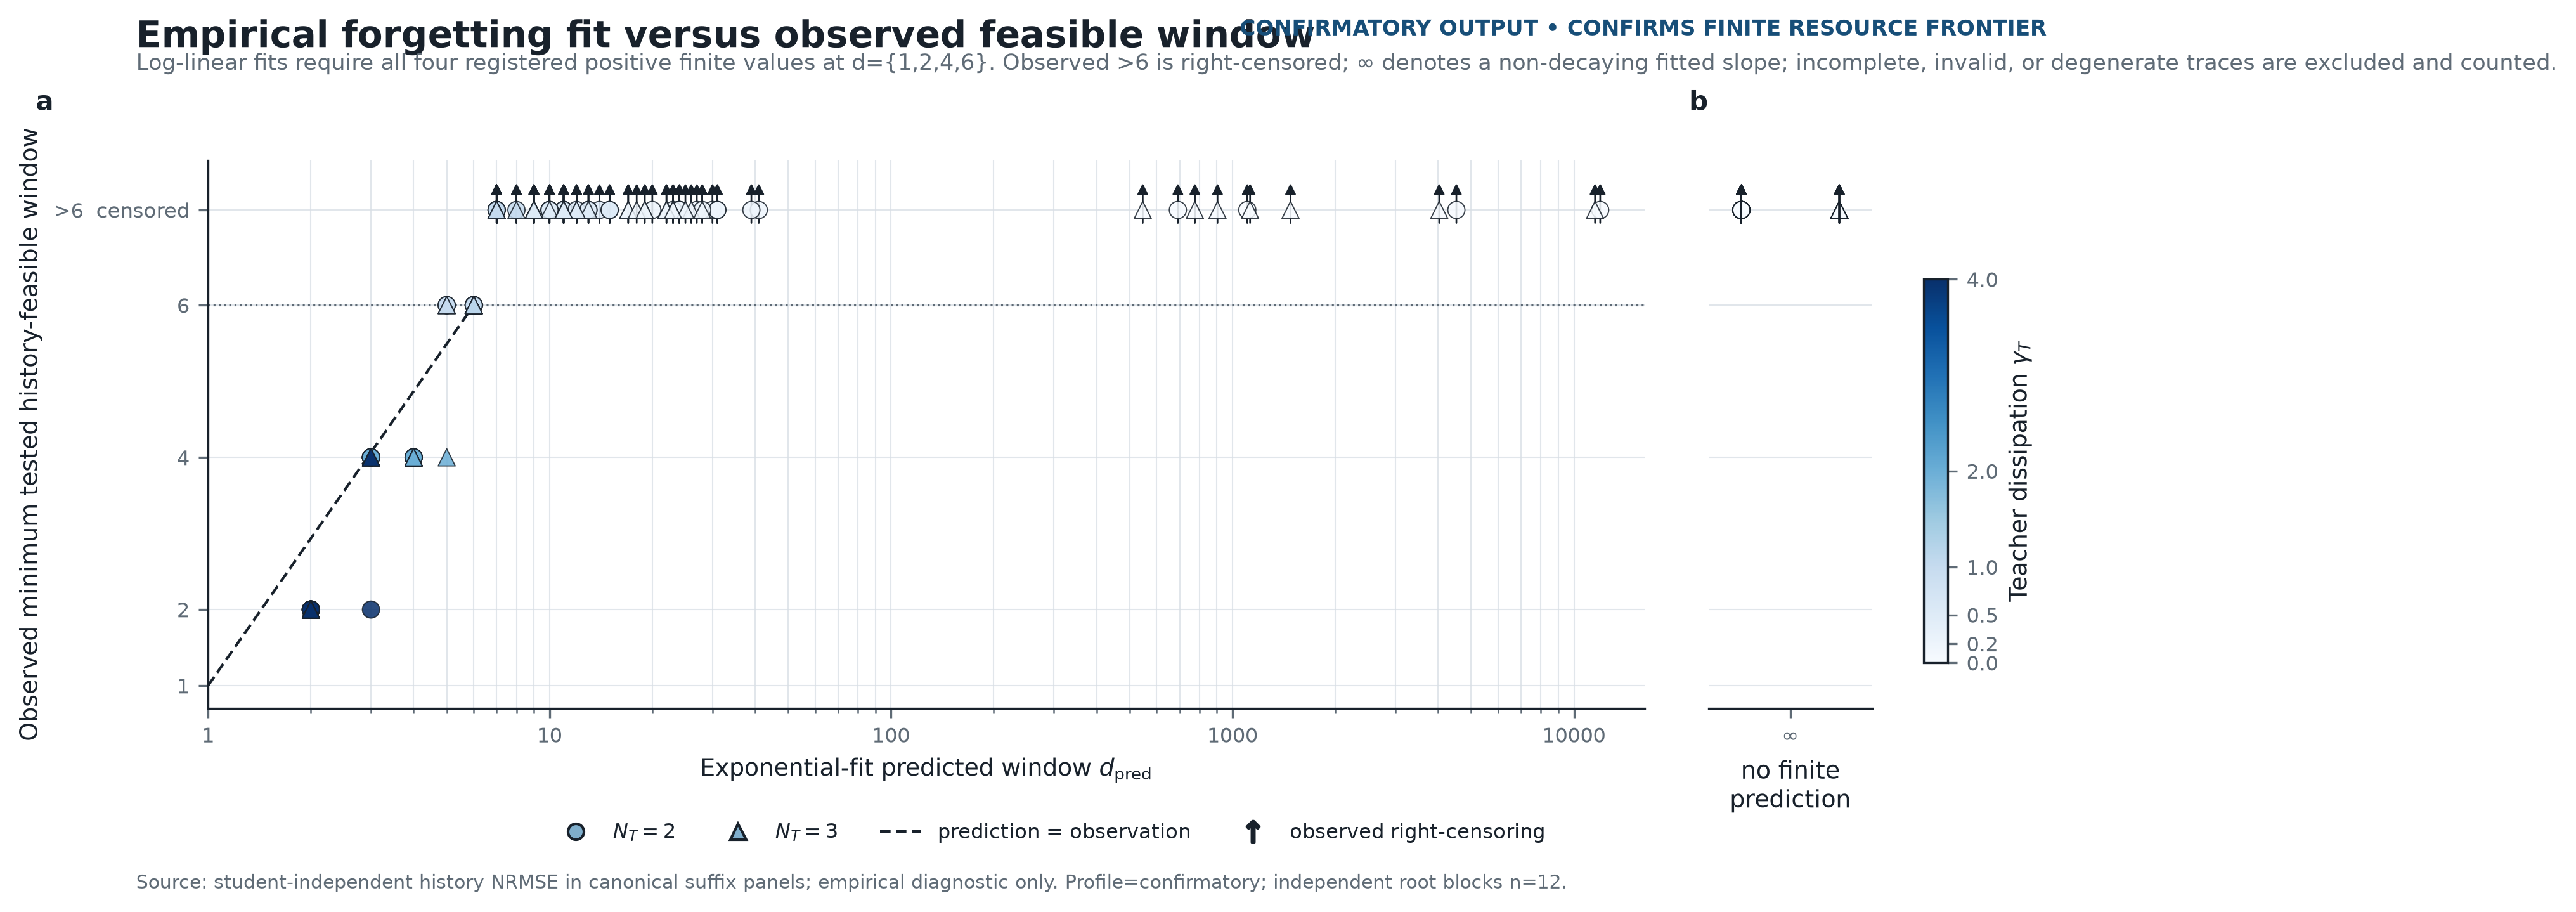 Empirical forgetting fit versus observed feasible window
CONFIRMATORY OUTPUT • CONFIRMS FINITE RESOURCE FRONTIER
Log-linear fits require all four registered positive finite values at d={1,2,4,6}. Observed >6 is right-censored; ∞ denotes a non-decaying fitted slope; incomplete, invalid, or degenerate traces are excluded and counted.
a
b
Observed minimum tested history-feasible window
>6 censored
6
4
2
1
1
10
100
1000
10000
Exponential-fit predicted window d_pred
∞
no finite
prediction
4.0
2.0
1.0
0.5
0.2
0.0
Teacher dissipation γ_T
N_T = 2
N_T = 3
prediction = observation
observed right-censoring
Source: student-independent history NRMSE in canonical suffix panels; empirical diagnostic only. Profile=confirmatory; independent root blocks n=12.